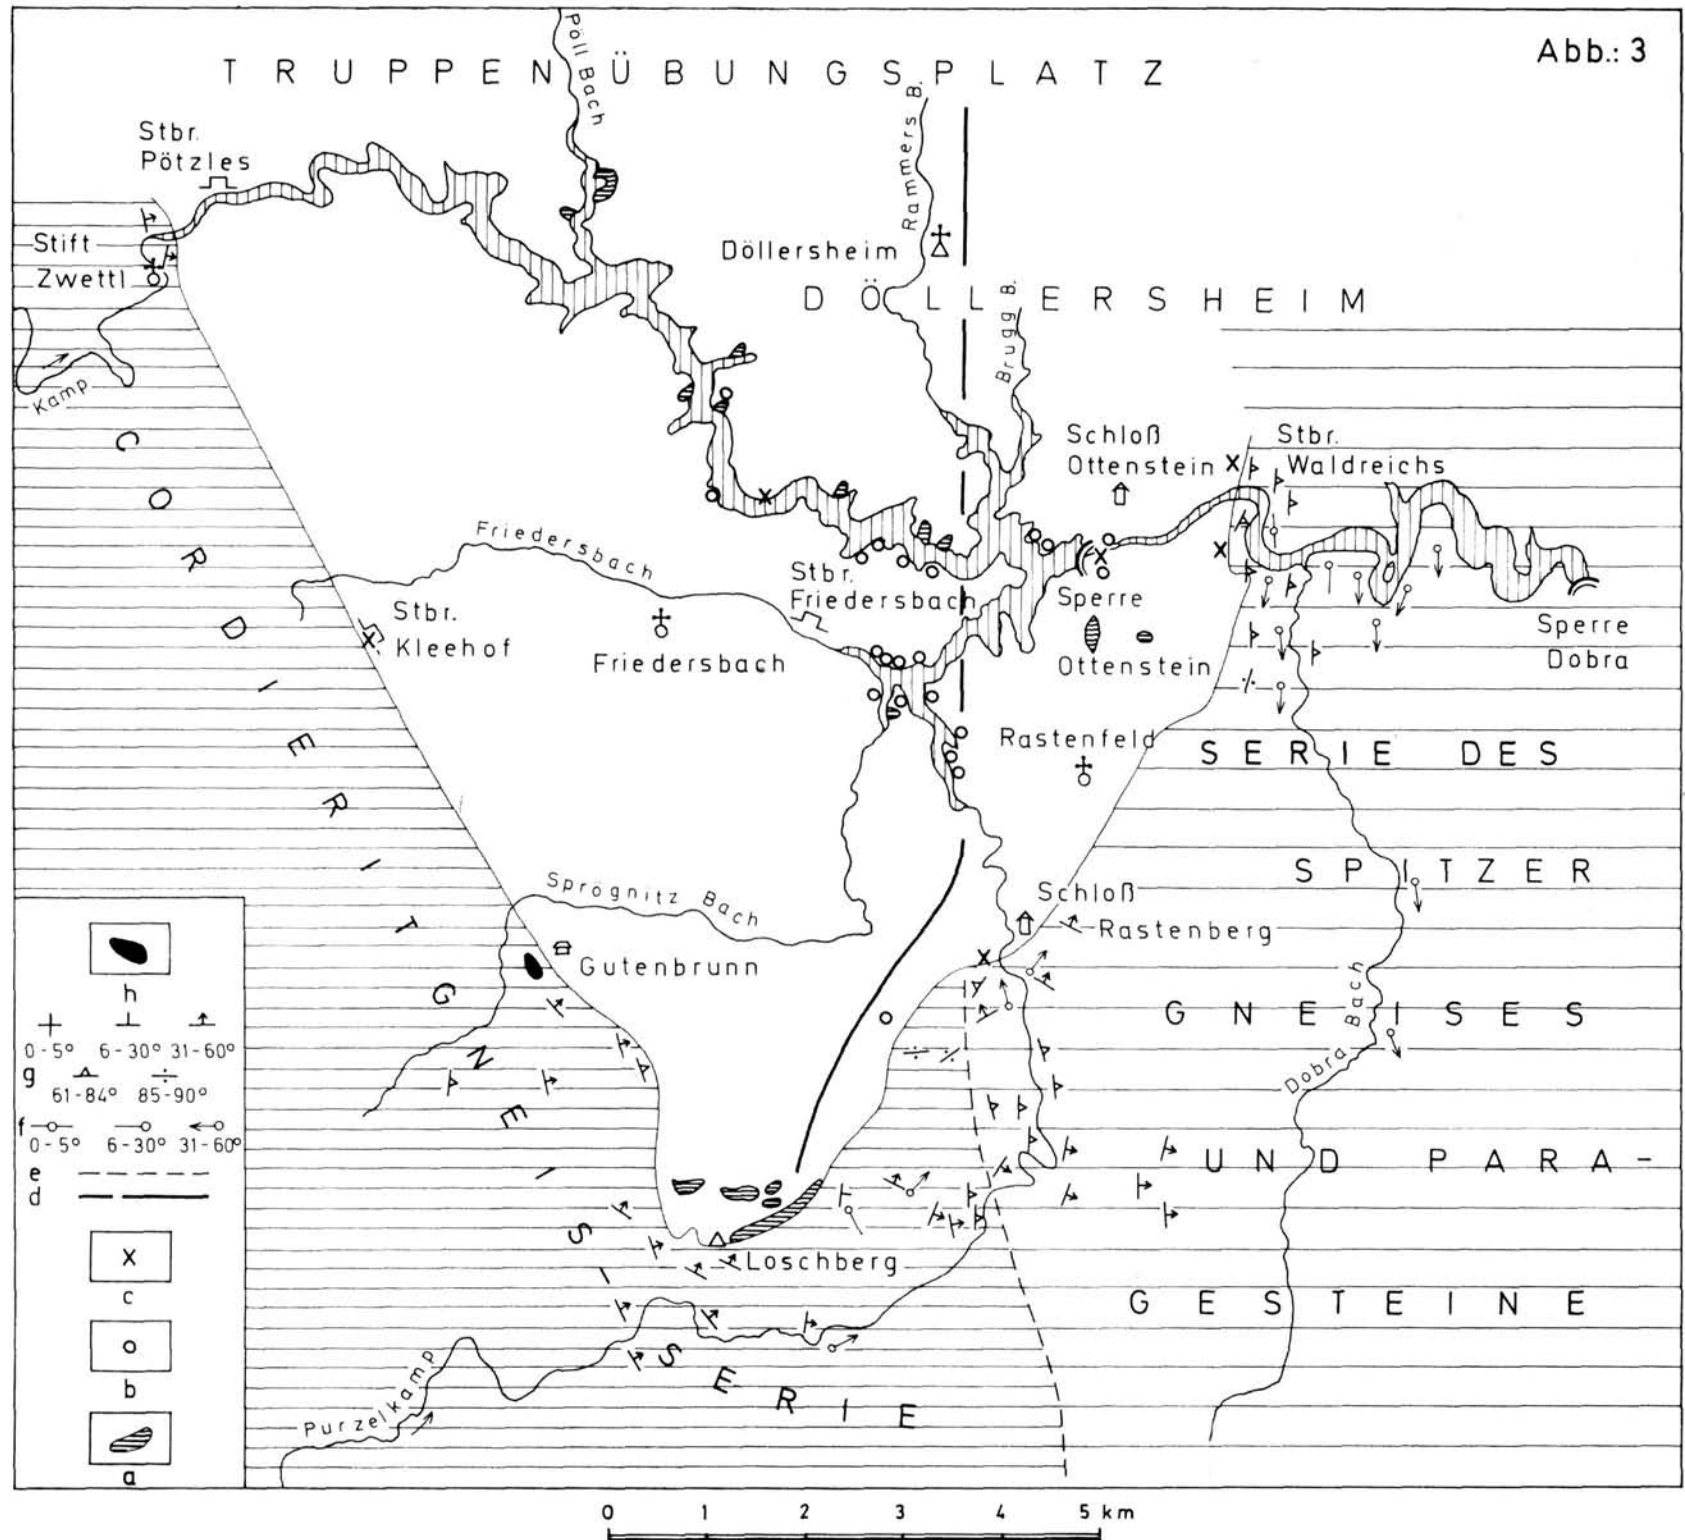 Abb.: 3
TRUPPENÜBUNGSPLATZ
Pöll Bach
Rammers B.
Stbr.
Pötzles
Stift
Zwettl
Döllersheim
DÖLLERSHEIM
Brugg B.
Kamp
Schloß
Ottenstein
Stbr.
Waldreichs
Friedersbach
Stbr.
Friedersbach
Stbr.
Kleehof
Friedersbach
Sperre
Ottenstein
Sperre
Dobra
Rastenfeld
SERIE DES
SPITZER
GNEISES
UND PARA-
GESTEINE
CORDIERITGNEISSERIE
Schloß
Rastenberg
Sprögnitz Bach
Gutenbrunn
Dobra Bach
Loschberg
Purzelkamp
h
0-5° 6-30° 31-60°
g
61-84° 85-90°
f
0-5° 6-30° 31-60°
e
d
x
c
b
a
0 1 2 3 4 5 km